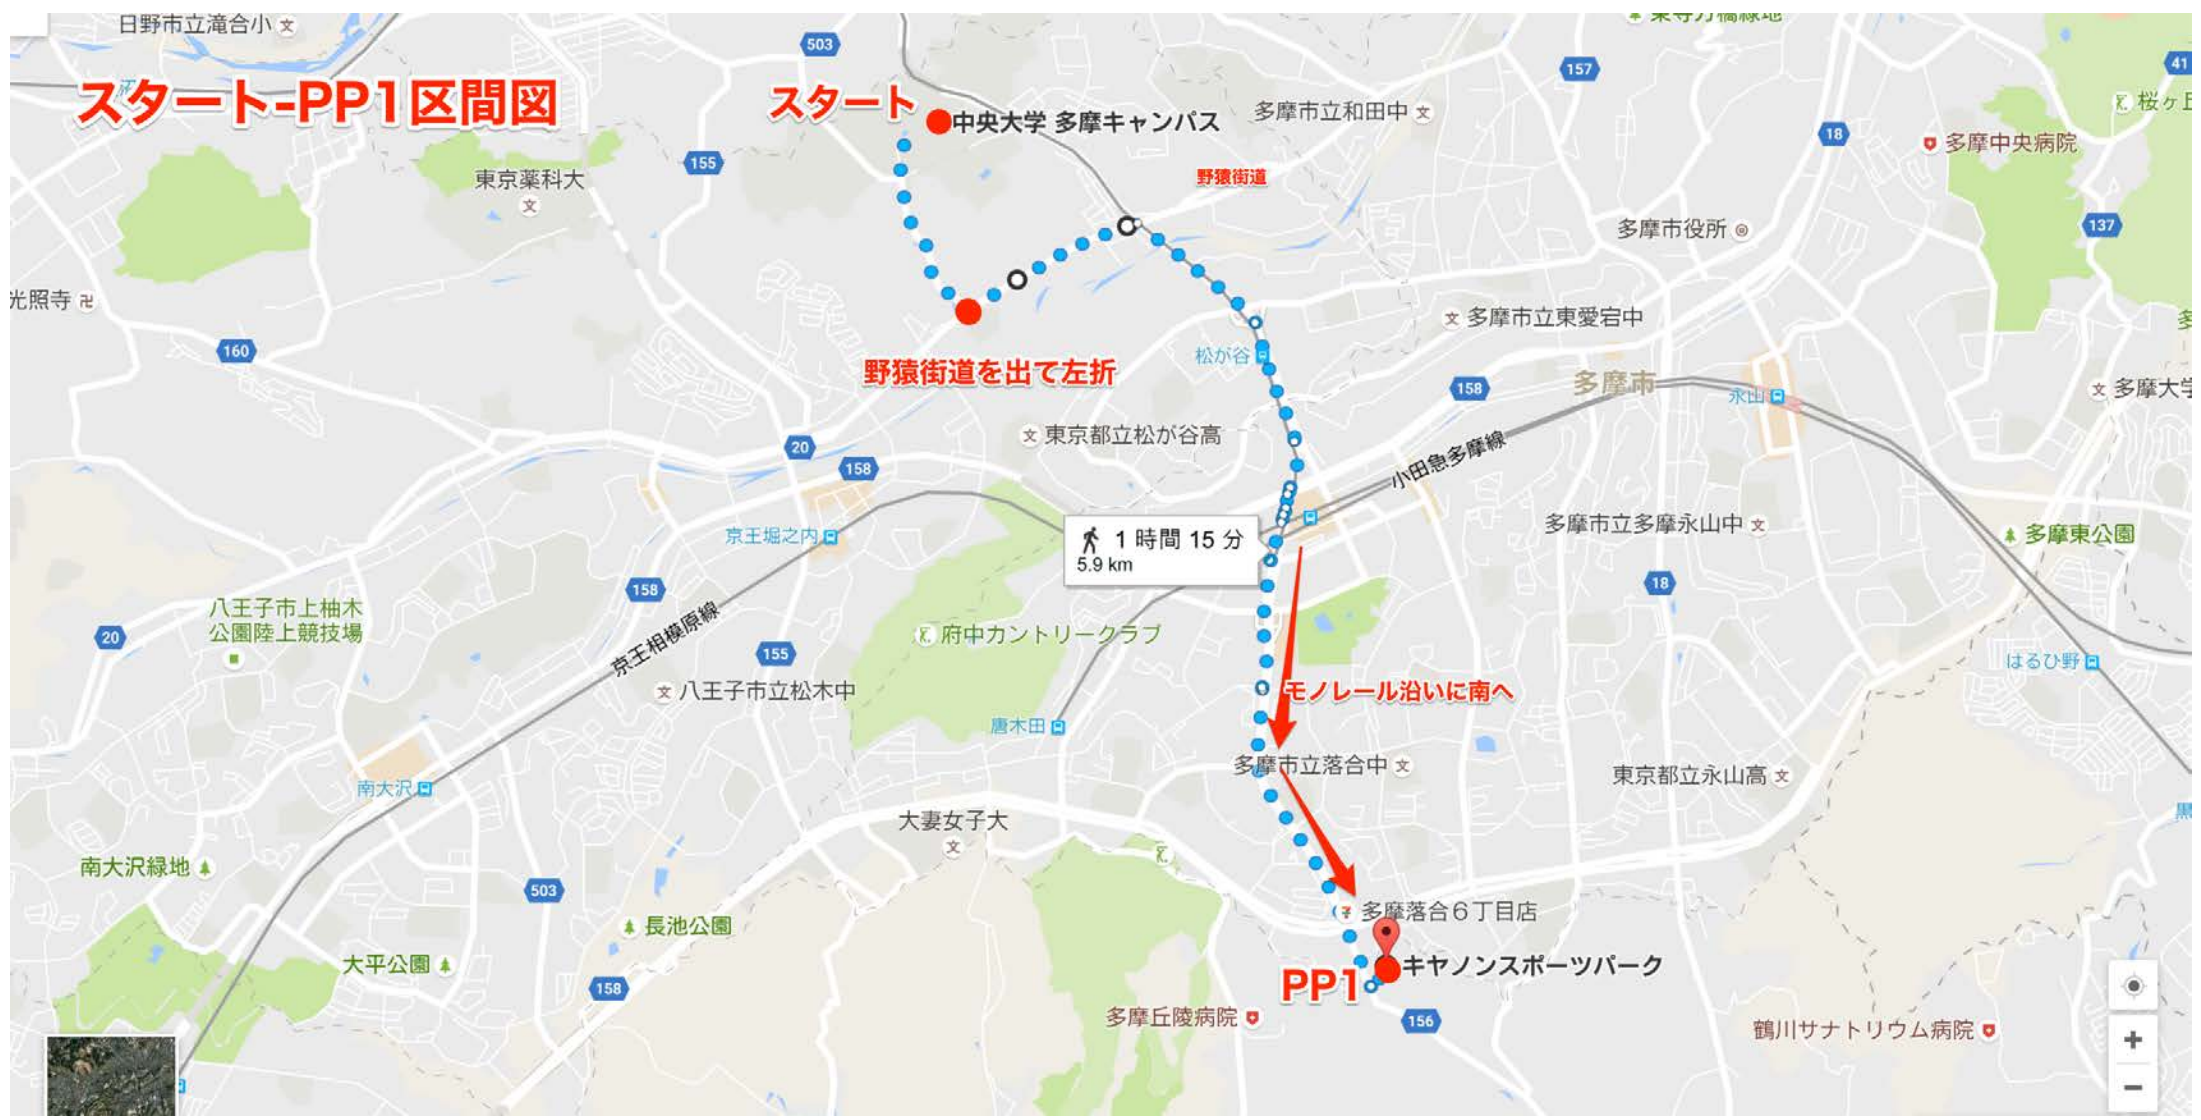 日野市立滝合小
東寺方橋緑地
503
157
41
スタート-PP1区間図
スタート
中央大学 多摩キャンパス
多摩市立和田中
桜ヶ丘
18
多摩中央病院
155
東京薬科大
野猿街道
多摩市役所
137
光照寺
多摩市立東愛宕中
160
松が谷
野猿街道を出て左折
158
多摩市
永山
多摩大学
東京都立松が谷高
20
158
小田急多摩線
京王堀之内
1 時間 15 分
5.9 km
多摩市立多摩永山中
多摩東公園
158
18
八王子市上柚木
公園陸上競技場
20
京王相模原線
府中カントリークラブ
155
はるひ野
八王子市立松木中
モノレール沿いに南へ
唐木田
多摩市立落合中
東京都立永山高
南大沢
大妻女子大
南大沢緑地
503
多摩落合6丁目店
長池公園
大平公園
キヤノンスポーツパーク
PP1
158
多摩丘陵病院
156
鶴川サナトリウム病院